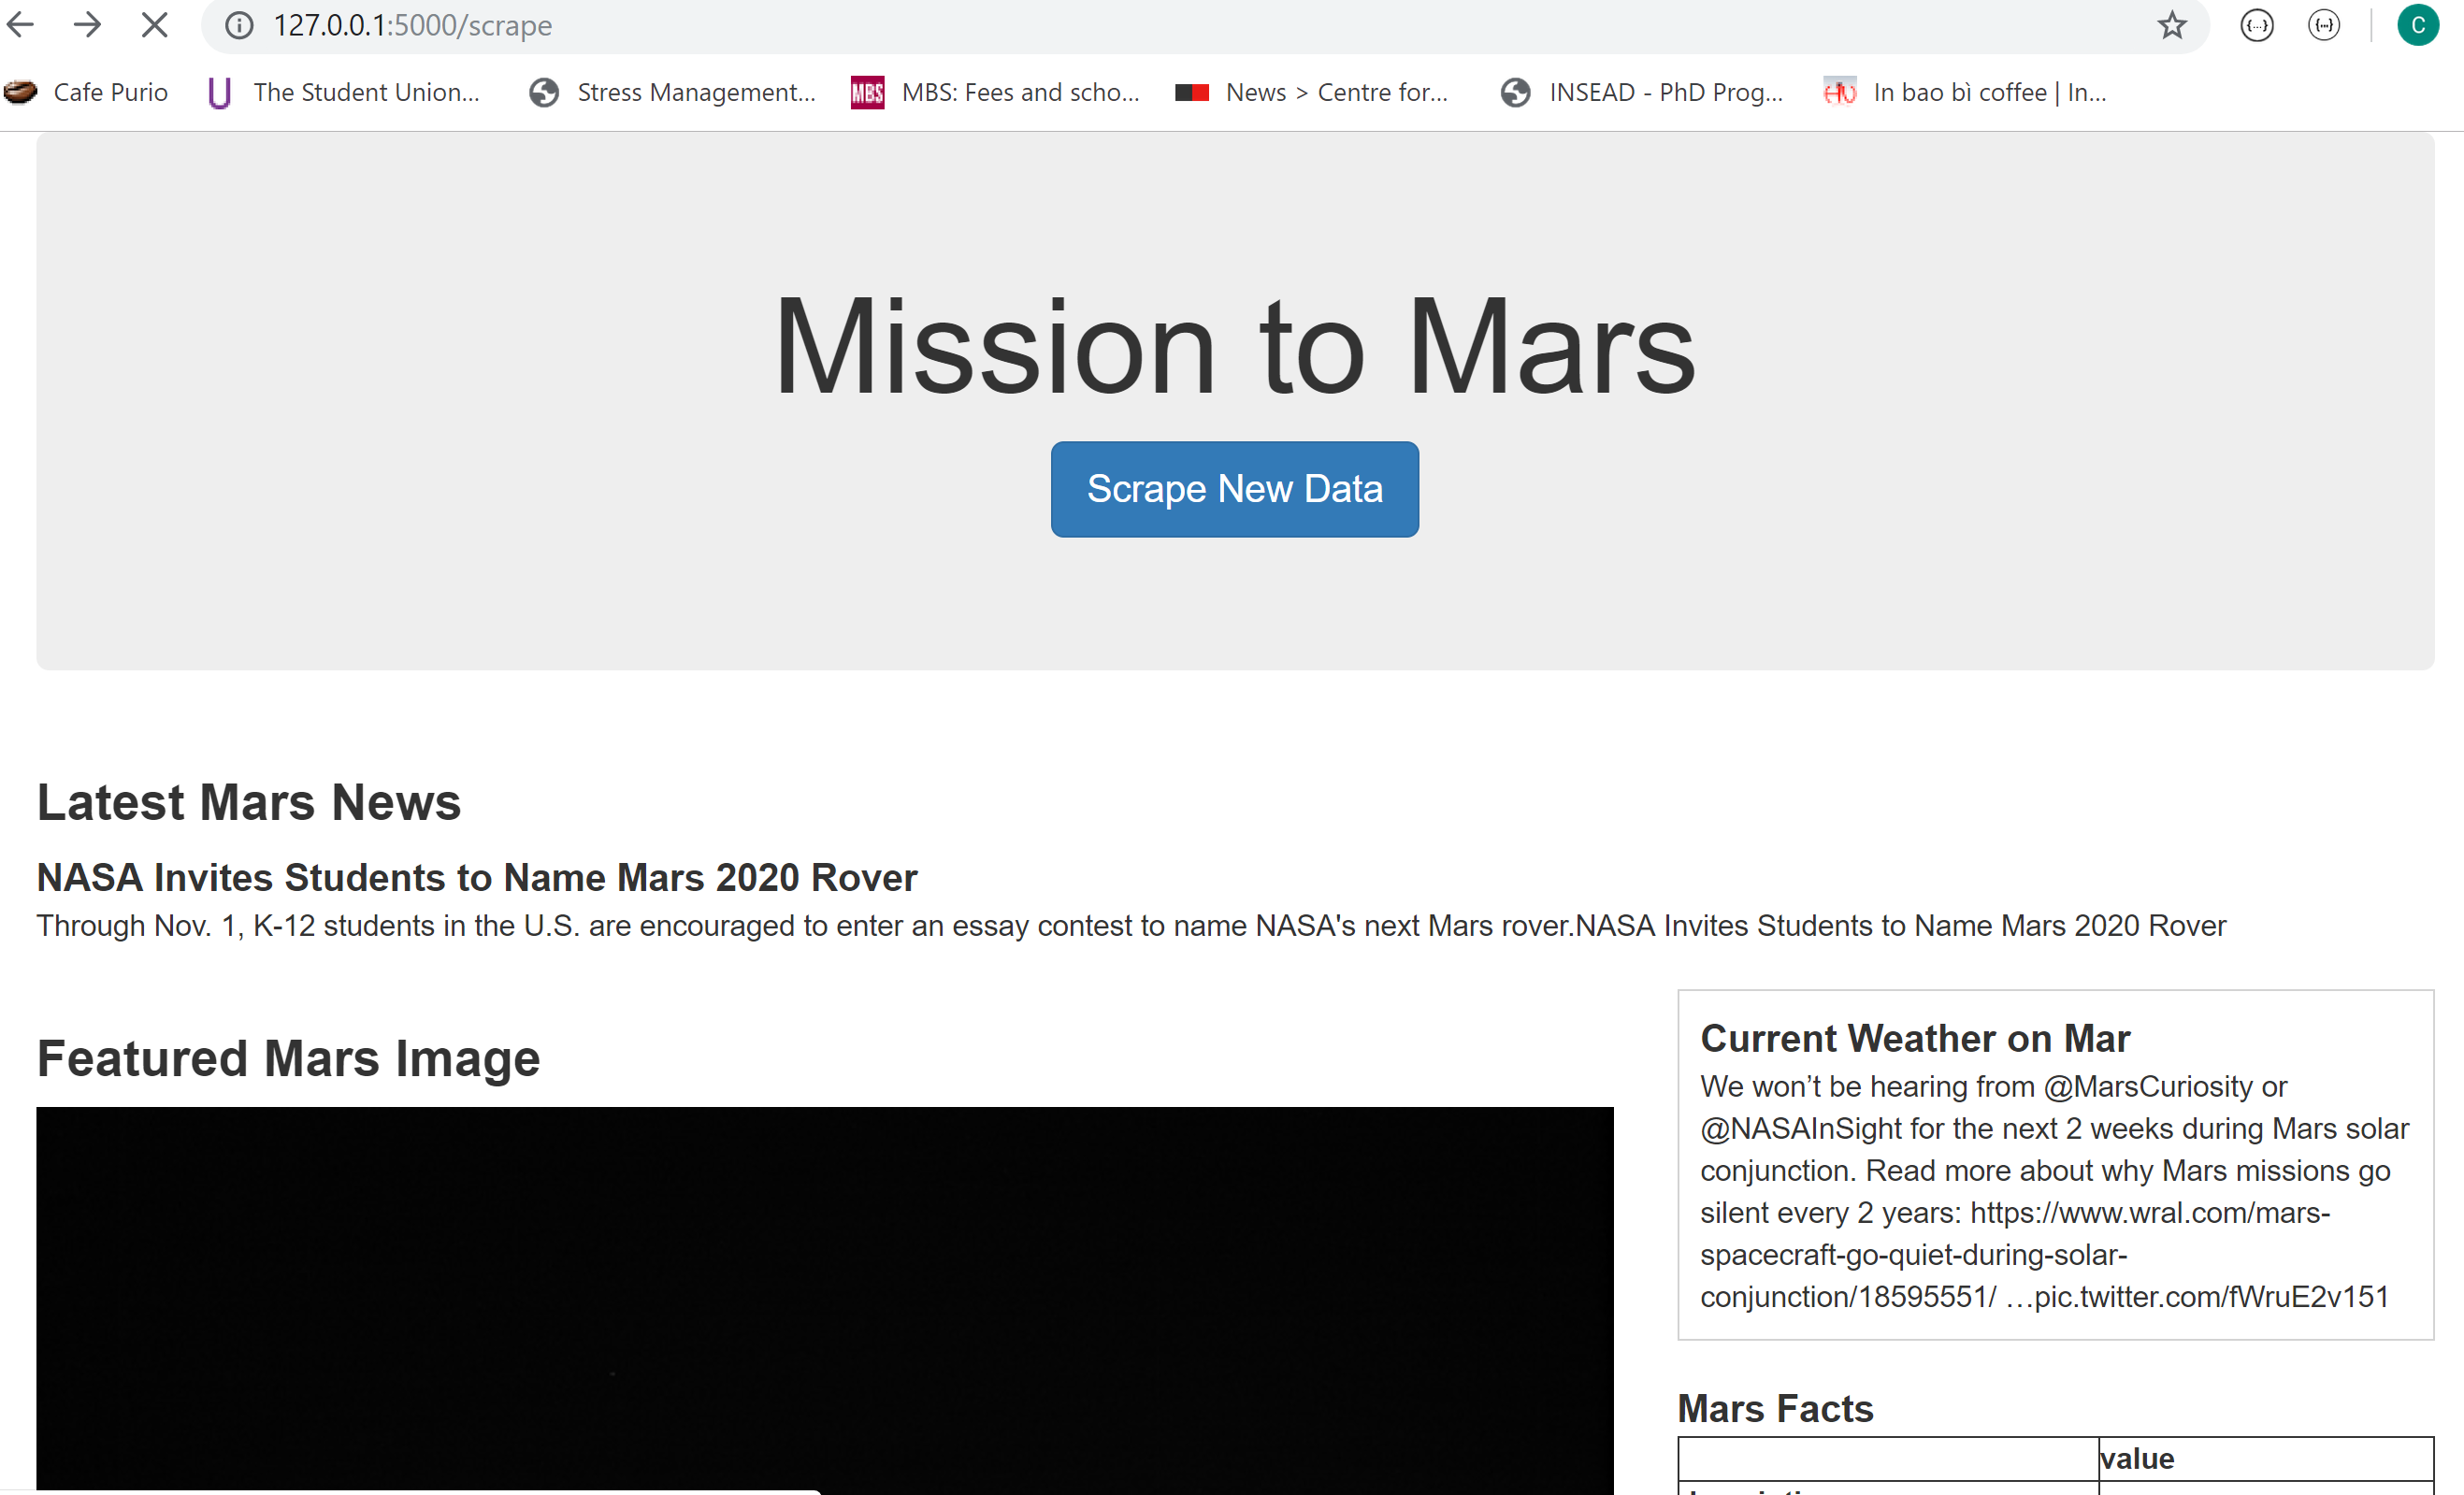 127.0.0.1:5000/scrape
C
Cafe Purio
The Student Union...
Stress Management...
MBS
MBS: Fees and scho...
News > Centre for...
INSEAD - PhD Prog...
In bao bì coffee | In...
Mission to Mars
Scrape New Data
Latest Mars News
NASA Invites Students to Name Mars 2020 Rover
Through Nov. 1, K-12 students in the U.S. are encouraged to enter an essay contest to name NASA's next Mars rover.NASA Invites Students to Name Mars 2020 Rover
Featured Mars Image
Current Weather on Mar
We won’t be hearing from @MarsCuriosity or
@NASAInSight for the next 2 weeks during Mars solar
conjunction. Read more about why Mars missions go
silent every 2 years: https://www.wral.com/mars-
spacecraft-go-quiet-during-solar-
conjunction/18595551/ …pic.twitter.com/fWruE2v151
Mars Facts
value